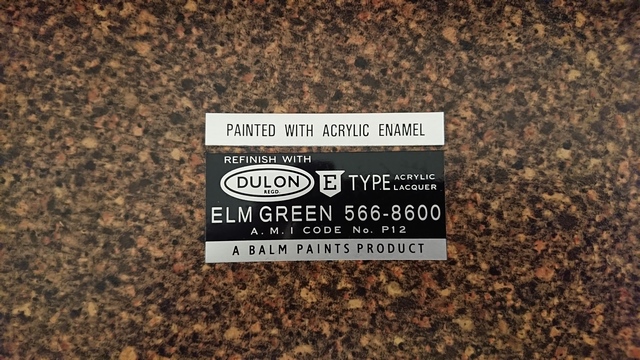 PAINTED WITH ACRYLIC ENAMEL
REFINISH WITH
DULON REGD E TYPE ACRYLIC LACQUER
ELM GREEN 566-8600
A.M.I CODE No. P12
A BALM PAINTS PRODUCT